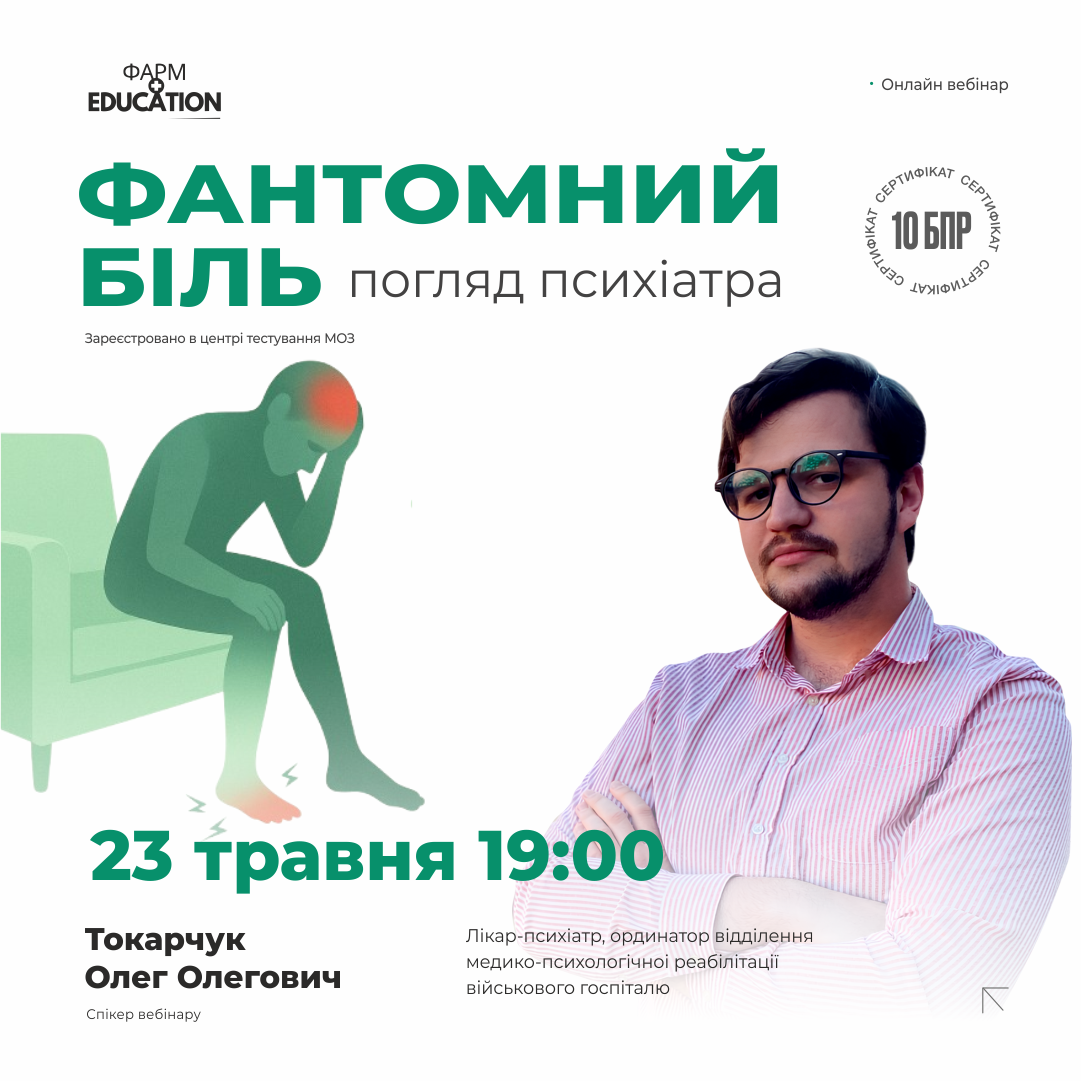 ФАРМ
EDUCATION
• Онлайн вебінар
ФАНТОМНИЙ
БІЛЬ погляд психіатра
СЕРТИФІКАТ СЕРТИФІКАТ СЕРТИФІКАТ СЕРТИФІКАТ
10 БПР
Зареєстровано в центрі тестування МОЗ
23 травня 19:00
Токарчук
Олег Олегович
Спікер вебінару
Лікар-психіатр, ординатор відділення
медико-психологічної реабілітації
військового госпіталю